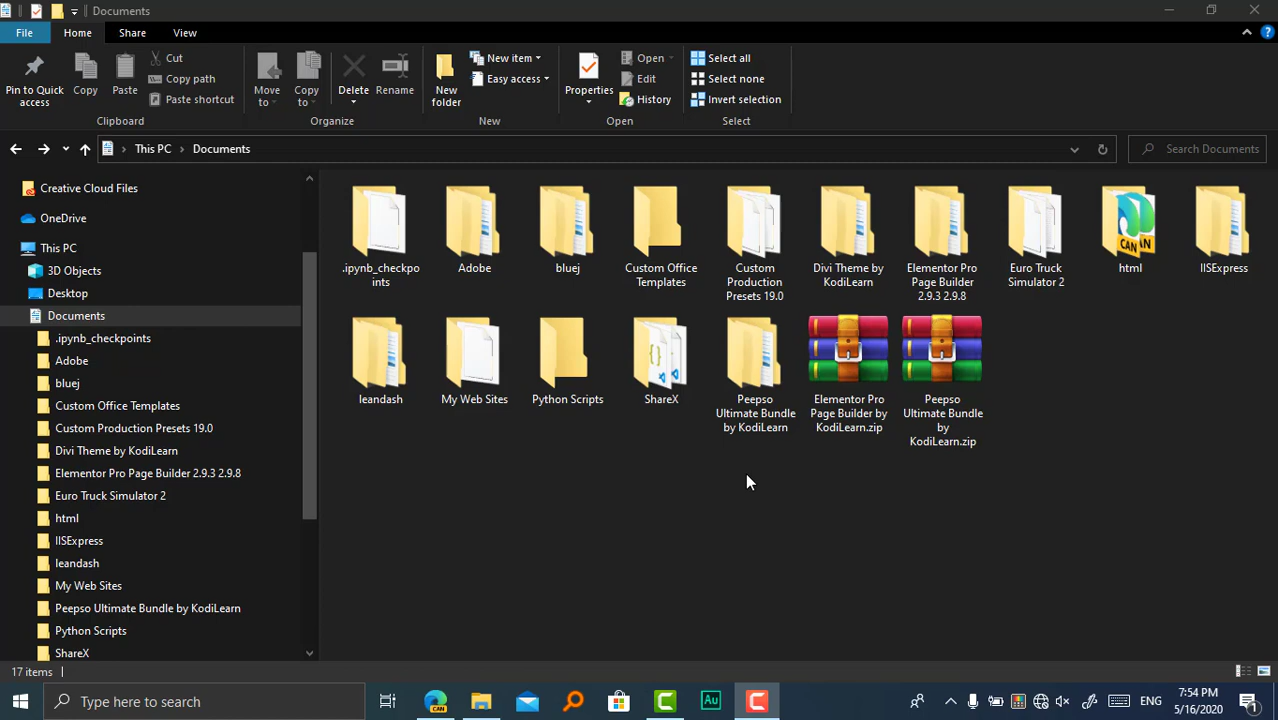 Documents
File Home Share View
Pin to Quick access
Copy
Paste
Cut
Copy path
Paste shortcut
Clipboard
Move to
Copy to
Delete
Rename
Organize
New folder
New item
Easy access
New
Properties
Open
Edit
History
Open
Select all
Select none
Invert selection
Select
This PC > Documents
Search Documents
Creative Cloud Files
OneDrive
This PC
3D Objects
Desktop
Documents
.ipynb_checkpoints
Adobe
bluej
Custom Office Templates
Custom Production Presets 19.0
Divi Theme by KodiLearn
Elementor Pro Page Builder 2.9.3 2.9.8
Euro Truck Simulator 2
html
IISExpress
leandash
My Web Sites
Peepso Ultimate Bundle by KodiLearn
Python Scripts
ShareX
.ipynb_checkpo
ints
Adobe
bluej
Custom Office
Templates
Custom
Production
Presets 19.0
Divi Theme by
KodiLearn
Elementor Pro
Page Builder
2.9.3 2.9.8
Euro Truck
Simulator 2
CAN
html
IISExpress
leandash
My Web Sites
Python Scripts
ShareX
Peepso
Ultimate Bundle
by KodiLearn
Elementor Pro
Page Builder by
KodiLearn.zip
Peepso
Ultimate Bundle
by
KodiLearn.zip
17 items
Type here to search
CAN
Au
ENG
7:54 PM
5/16/2020
1